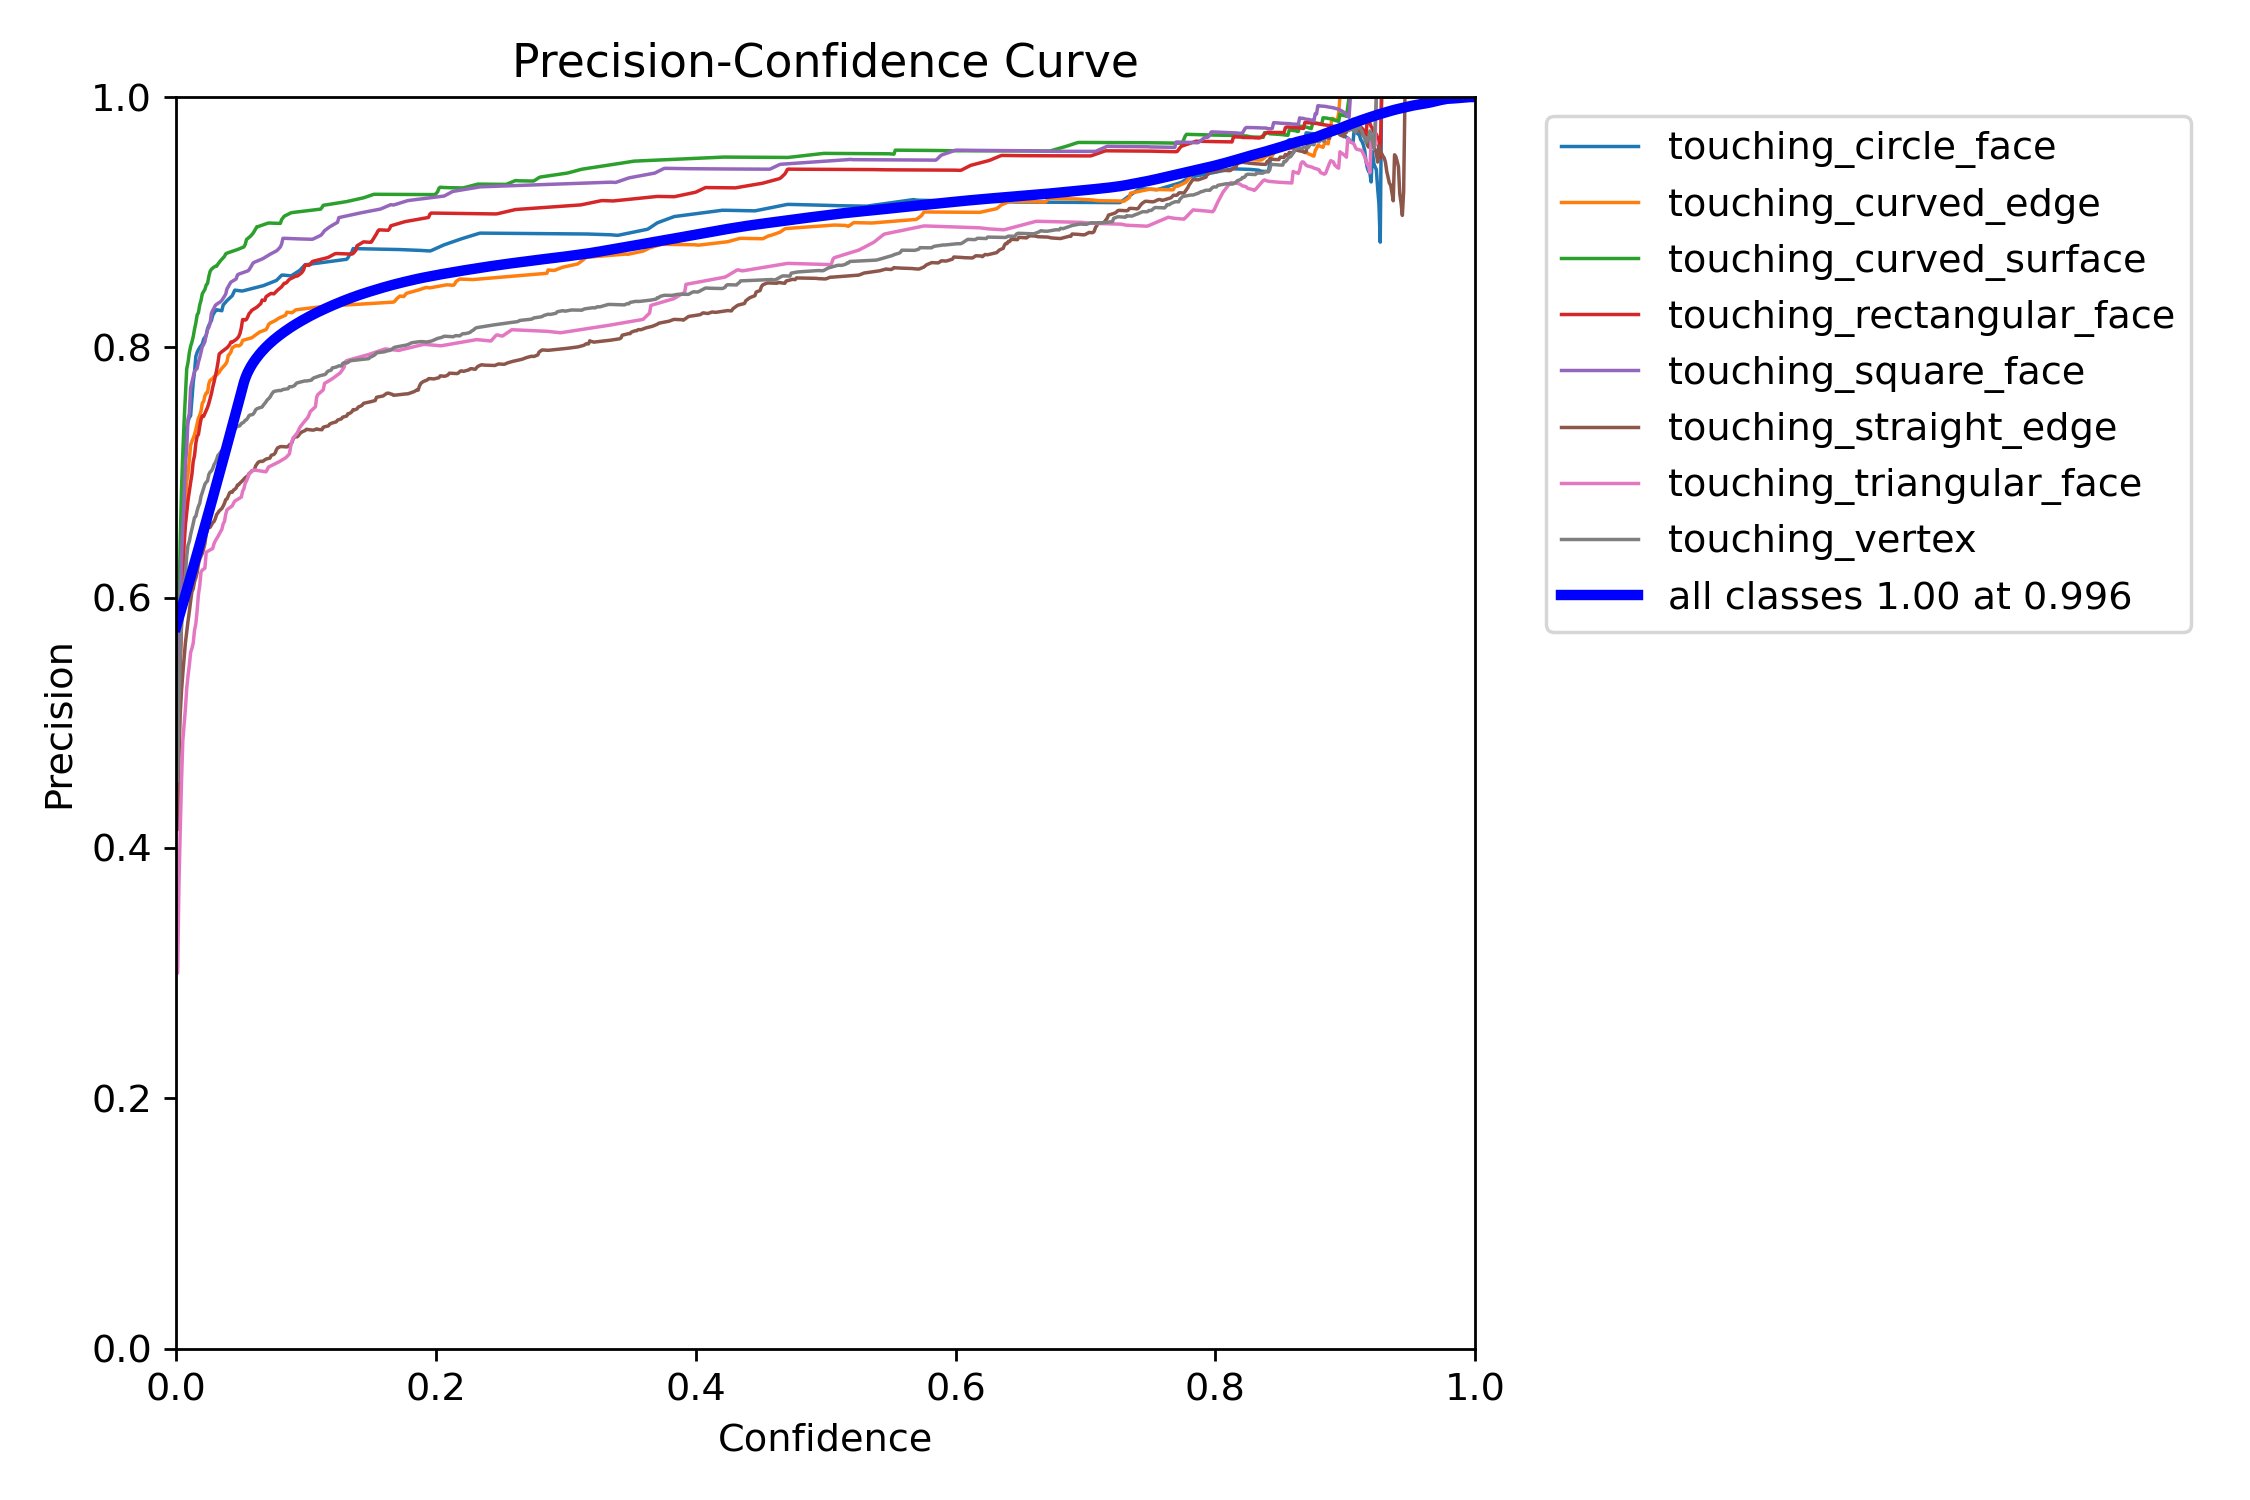 Precision-Confidence Curve
1.0
0.8
0.6
0.4
0.2
0.0
Precision
0.0 0.2 0.4 0.6 0.8 1.0
Confidence
touching_circle_face
touching_curved_edge
touching_curved_surface
touching_rectangular_face
touching_square_face
touching_straight_edge
touching_triangular_face
touching_vertex
all classes 1.00 at 0.996